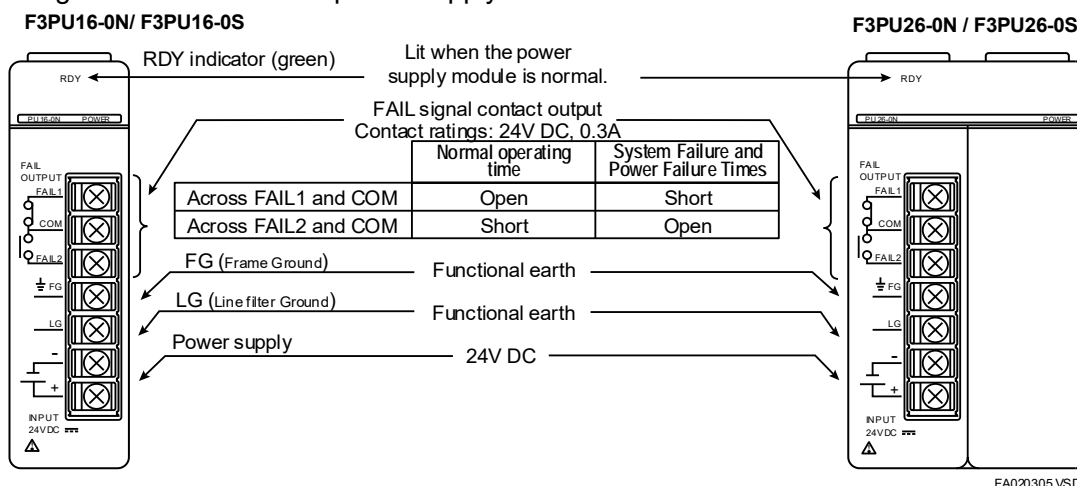 F3PU16-0N/ F3PU16-0S
F3PU26-0N / F3PU26-0S
RDY
RDY indicator (green)
Lit when the power
supply module is normal.
RDY
PU16-0N POWER
FAIL signal contact output
Contact ratings: 24V DC, 0.3A
PU26-0N POWER
Normal operating time
System Failure and Power Failure Times
Across FAIL1 and COM Open Short
Across FAIL2 and COM Short Open
FAIL
OUTPUT
FAIL1
COM
FAIL2
FG
LG
-
+
INPUT
24VDC
FG (Frame Ground)
Functional earth
LG (Line filter Ground)
Functional earth
Power supply
24V DC
FAIL
OUTPUT
FAIL1
COM
FAIL2
FG
LG
-
+
INPUT
24VDC
FA020305.VSD